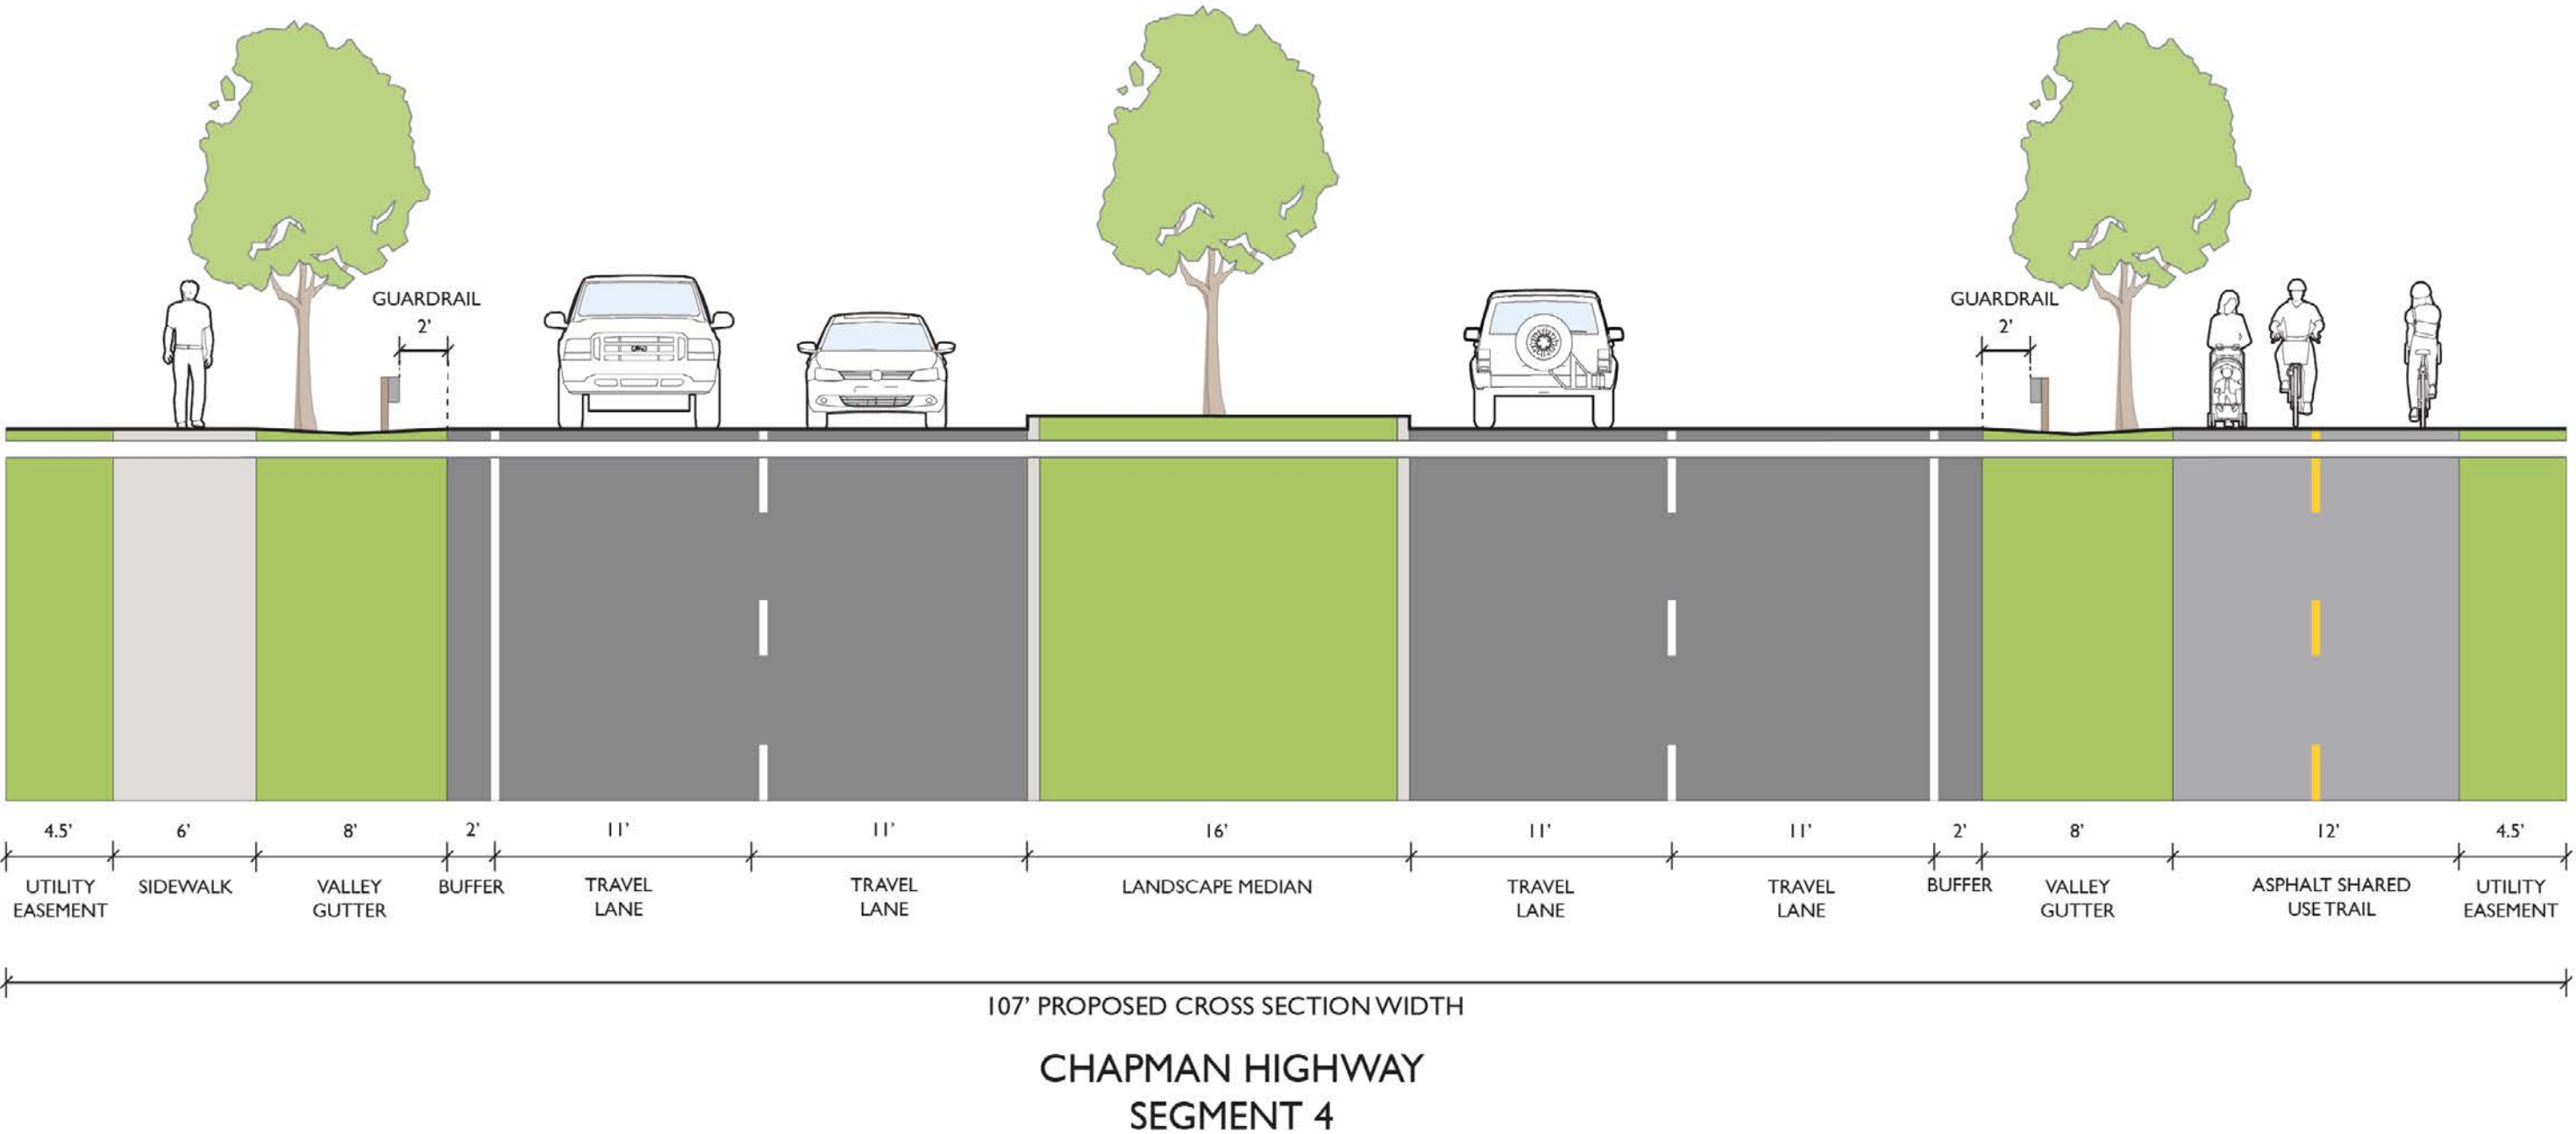 GUARDRAIL
2'
GUARDRAIL
2'
4.5' 6' 8' 2' 11' 11' 16' 11' 11' 2' 8' 12' 4.5'
UTILITY SIDEWALK VALLEY BUFFER TRAVEL TRAVEL LANDSCAPE MEDIAN TRAVEL TRAVEL BUFFER VALLEY ASPHALT SHARED UTILITY
EASEMENT GUTTER LANE LANE LANE LANE GUTTER USE TRAIL EASEMENT
107' PROPOSED CROSS SECTION WIDTH
CHAPMAN HIGHWAY
SEGMENT 4